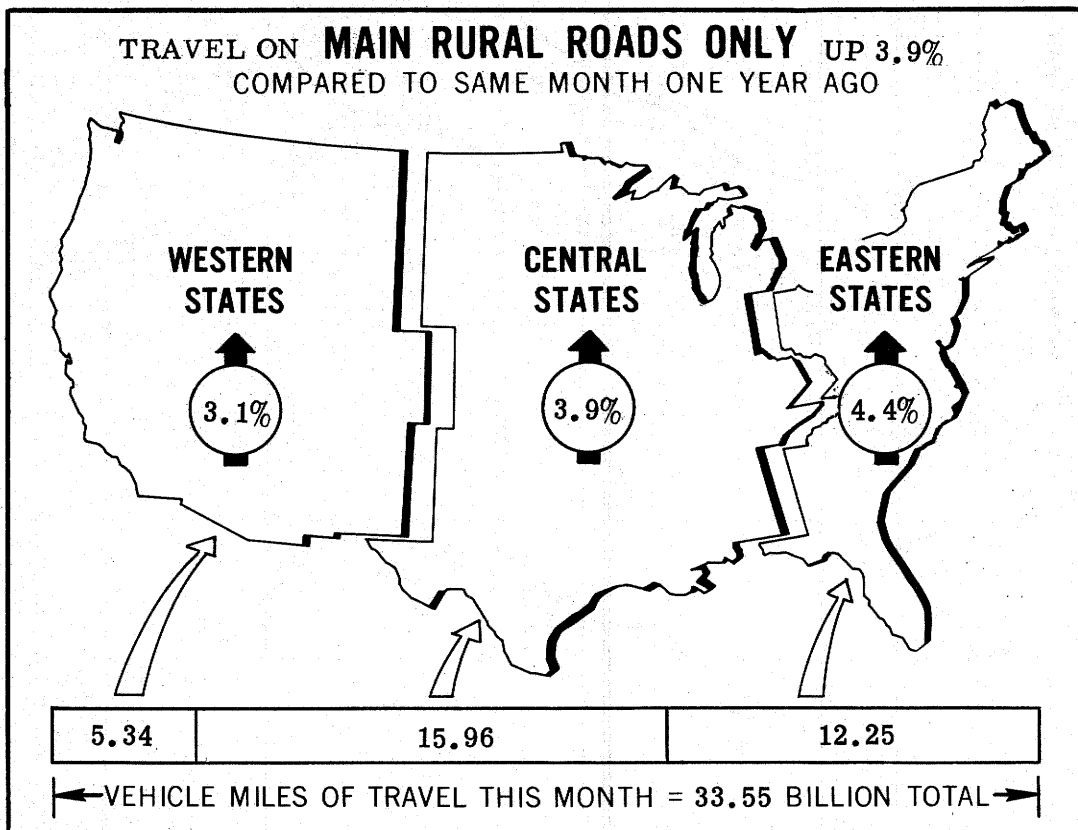 TRAVEL ON MAIN RURAL ROADS ONLY UP 3.9%
COMPARED TO SAME MONTH ONE YEAR AGO
WESTERN
STATES
3.1%
CENTRAL
STATES
3.9%
EASTERN
STATES
4.4%
5.34 15.96 12.25
VEHICLE MILES OF TRAVEL THIS MONTH = 33.55 BILLION TOTAL